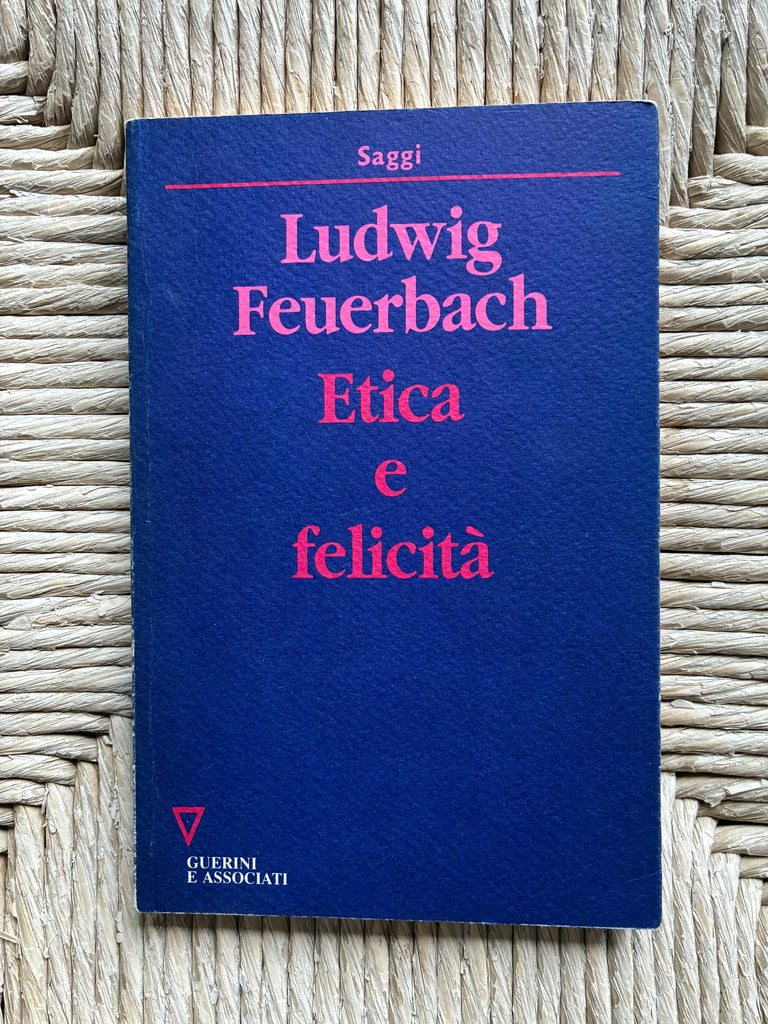 Saggi
Ludwig
Feuerbach
Etica
e
felicità
GUERINI
E ASSOCIATI